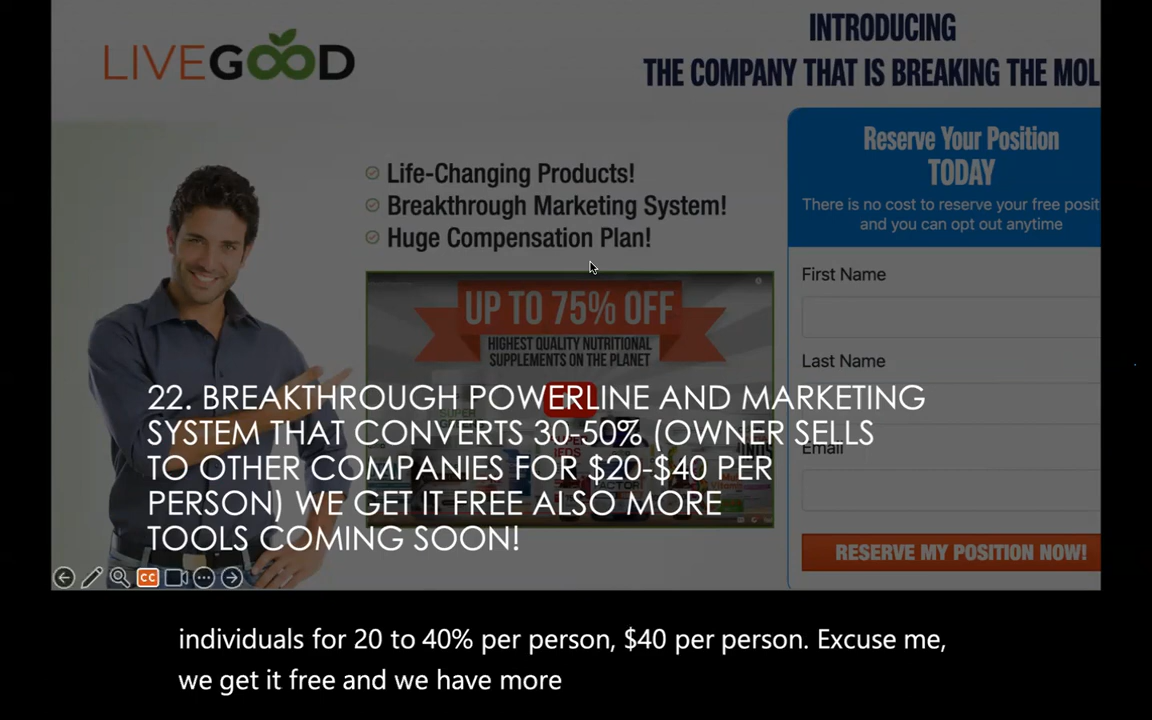 LIVEGOOD
INTRODUCING
THE COMPANY THAT IS BREAKING THE MOL
Life-Changing Products!
Breakthrough Marketing System!
Huge Compensation Plan!
Reserve Your Position
TODAY
There is no cost to reserve your free posit
and you can opt out anytime
First Name
Last Name
Email
RESERVE MY POSITION NOW!
UP TO 75% OFF
HIGHEST QUALITY NUTRITIONAL
SUPPLEMENTS ON THE PLANET
22. BREAKTHROUGH POWERLINE AND MARKETING
SYSTEM THAT CONVERTS 30-50% (OWNER SELLS
TO OTHER COMPANIES FOR $20-$40 PER
PERSON) WE GET IT FREE ALSO MORE
TOOLS COMING SOON!
CC
individuals for 20 to 40% per person, $40 per person. Excuse me,
we get it free and we have more